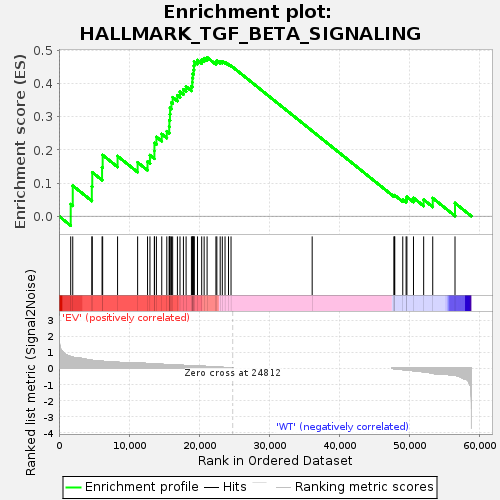 Enrichment plot:
HALLMARK_TGF_BETA_SIGNALING
Enrichment score (ES)
0.5
0.4
0.3
0.2
0.1
0.0
'EV' (positively correlated)
Ranked list metric (Signal2Noise)
3
2
1
0
-1
-2
-3
-4
Zero cross at 24812
'WT' (negatively correlated)
0
10,000
20,000
30,000
40,000
50,000
60,000
Rank in Ordered Dataset
Enrichment profile
Hits
Ranking metric scores